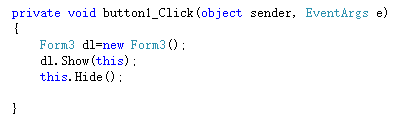 private void button1_Click(object sender, EventArgs e)
{
Form3 dl=new Form3();
dl.Show(this);
this.Hide();
}